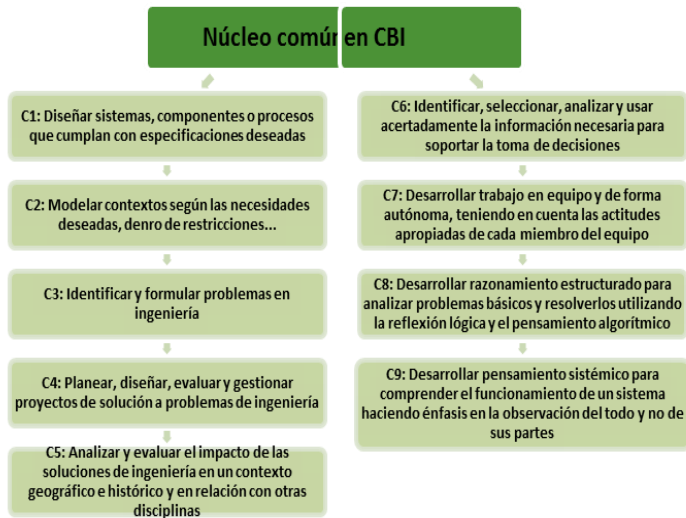 Núcleo común en CBI
C1: Diseñar sistemas, componentes o procesos
que cumplan con especificaciones deseadas
C2: Modelar contextos según las necesidades
deseadas, denro de restricciones...
C3: Identificar y formular problemas en
ingeniería
C4: Planear, diseñar, evaluar y gestionar
proyectos de solución a problemas de ingeniería
C5: Analizar y evaluar el impacto de las
soluciones de ingeniería en un contexto
geográfico e histórico y en relación con otras
disciplinas
C6: Identificar, seleccionar, analizar y usar
acertadamente la información necesaria para
soportar la toma de decisiones
C7: Desarrollar trabajo en equipo y de forma
autónoma, teniendo en cuenta las actitudes
apropiadas de cada miembro del equipo
C8: Desarrollar razonamiento estructurado para
analizar problemas básicos y resolverlos utilizando
la reflexión lógica y el pensamiento algorítmico
C9: Desarrollar pensamiento sistémico para
comprender el funcionamiento de un sistema
haciendo énfasis en la observación del todo y no de
sus partes